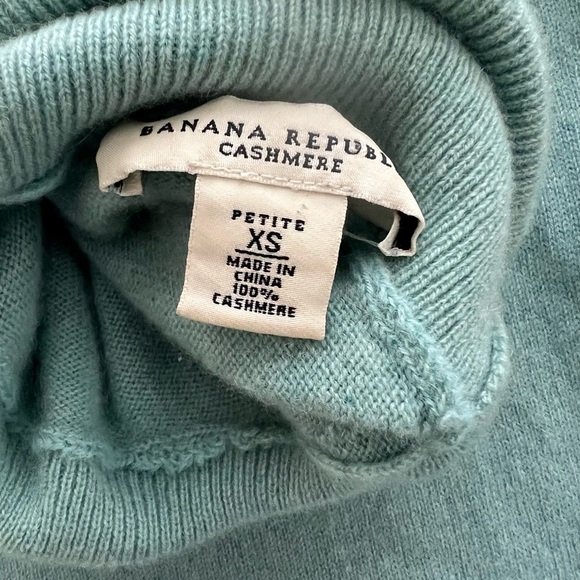 BANANA REPUBL
CASHMERE
PETITE
XS
MADE IN
CHINA
100%
CASHMERE